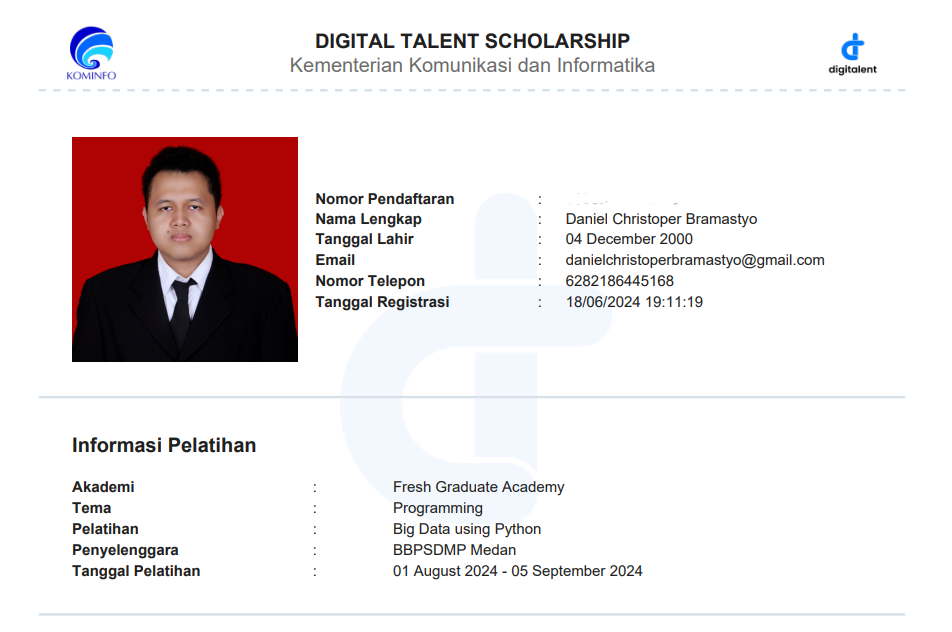 KOMINFO
DIGITAL TALENT SCHOLARSHIP
Kementerian Komunikasi dan Informatika
digitalent
Nomor Pendaftaran :
Nama Lengkap : Daniel Christoper Bramastyo
Tanggal Lahir : 04 December 2000
Email : danielchristoperbramastyo@gmail.com
Nomor Telepon : 6282186445168
Tanggal Registrasi : 18/06/2024 19:11:19
Informasi Pelatihan
Akademi : Fresh Graduate Academy
Tema : Programming
Pelatihan : Big Data using Python
Penyelenggara : BBPSDMP Medan
Tanggal Pelatihan : 01 August 2024 - 05 September 2024